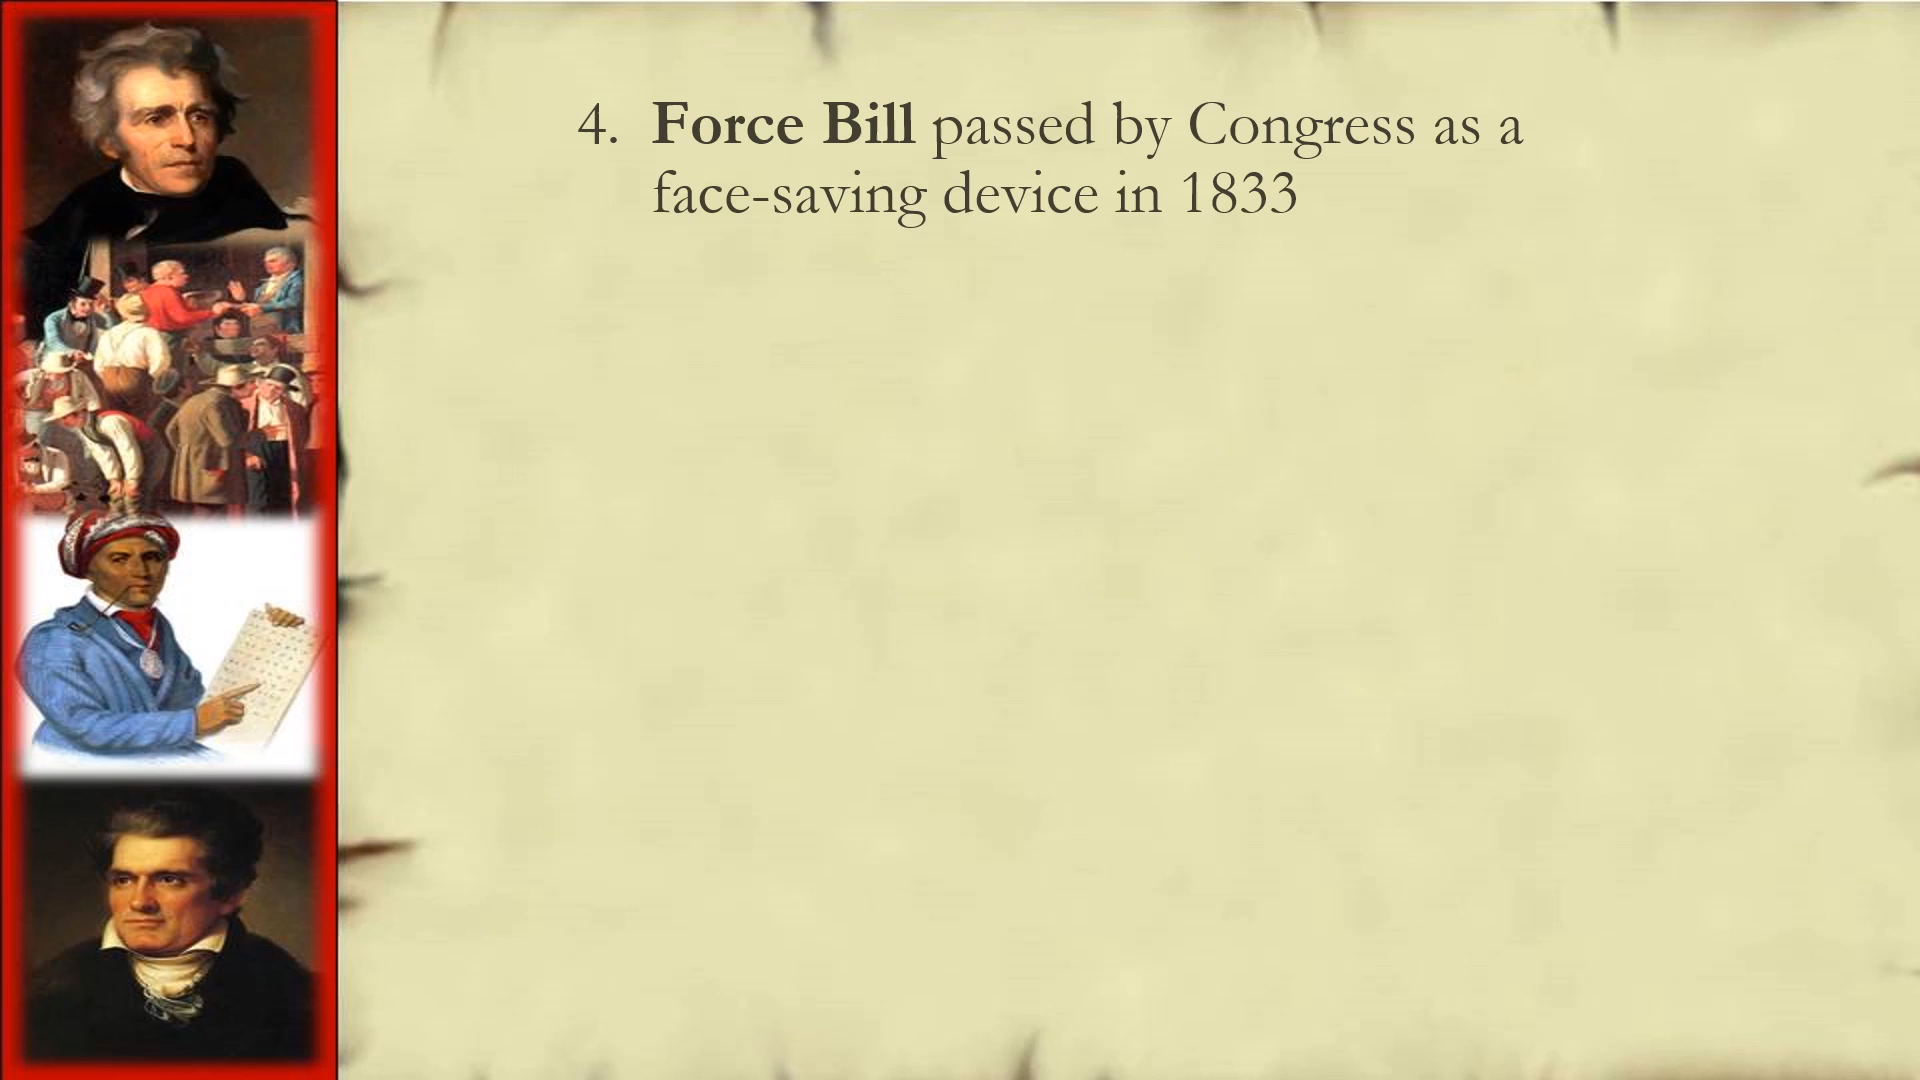 4. Force Bill passed by Congress as a
face-saving device in 1833